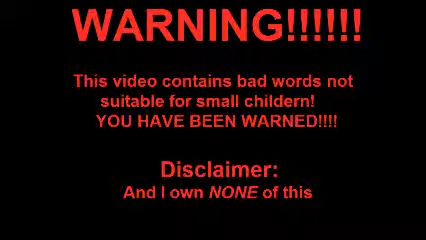 WARNING!!!!!!
This video contains bad words not
suitable for small childern!
YOU HAVE BEEN WARNED!!!!
Disclaimer:
And I own NONE of this